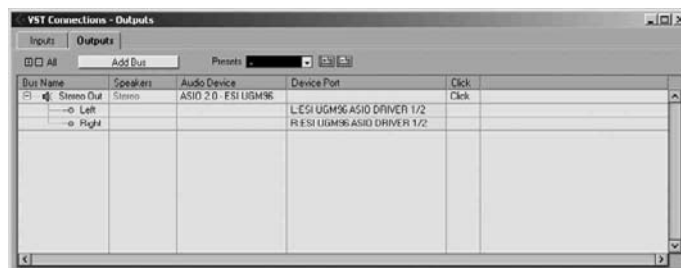 VST Connections - Outputs
Inputs Outputs
All Add Bus Presets -
Bus Name Speakers Audio Device Device Port Click
Stereo Out Stereo ASIO 2.0 - ESI UGM96 Click
Left L:ESI UGM96 ASIO DRIVER 1/2
Right R:ESI UGM96 ASIO DRIVER 1/2